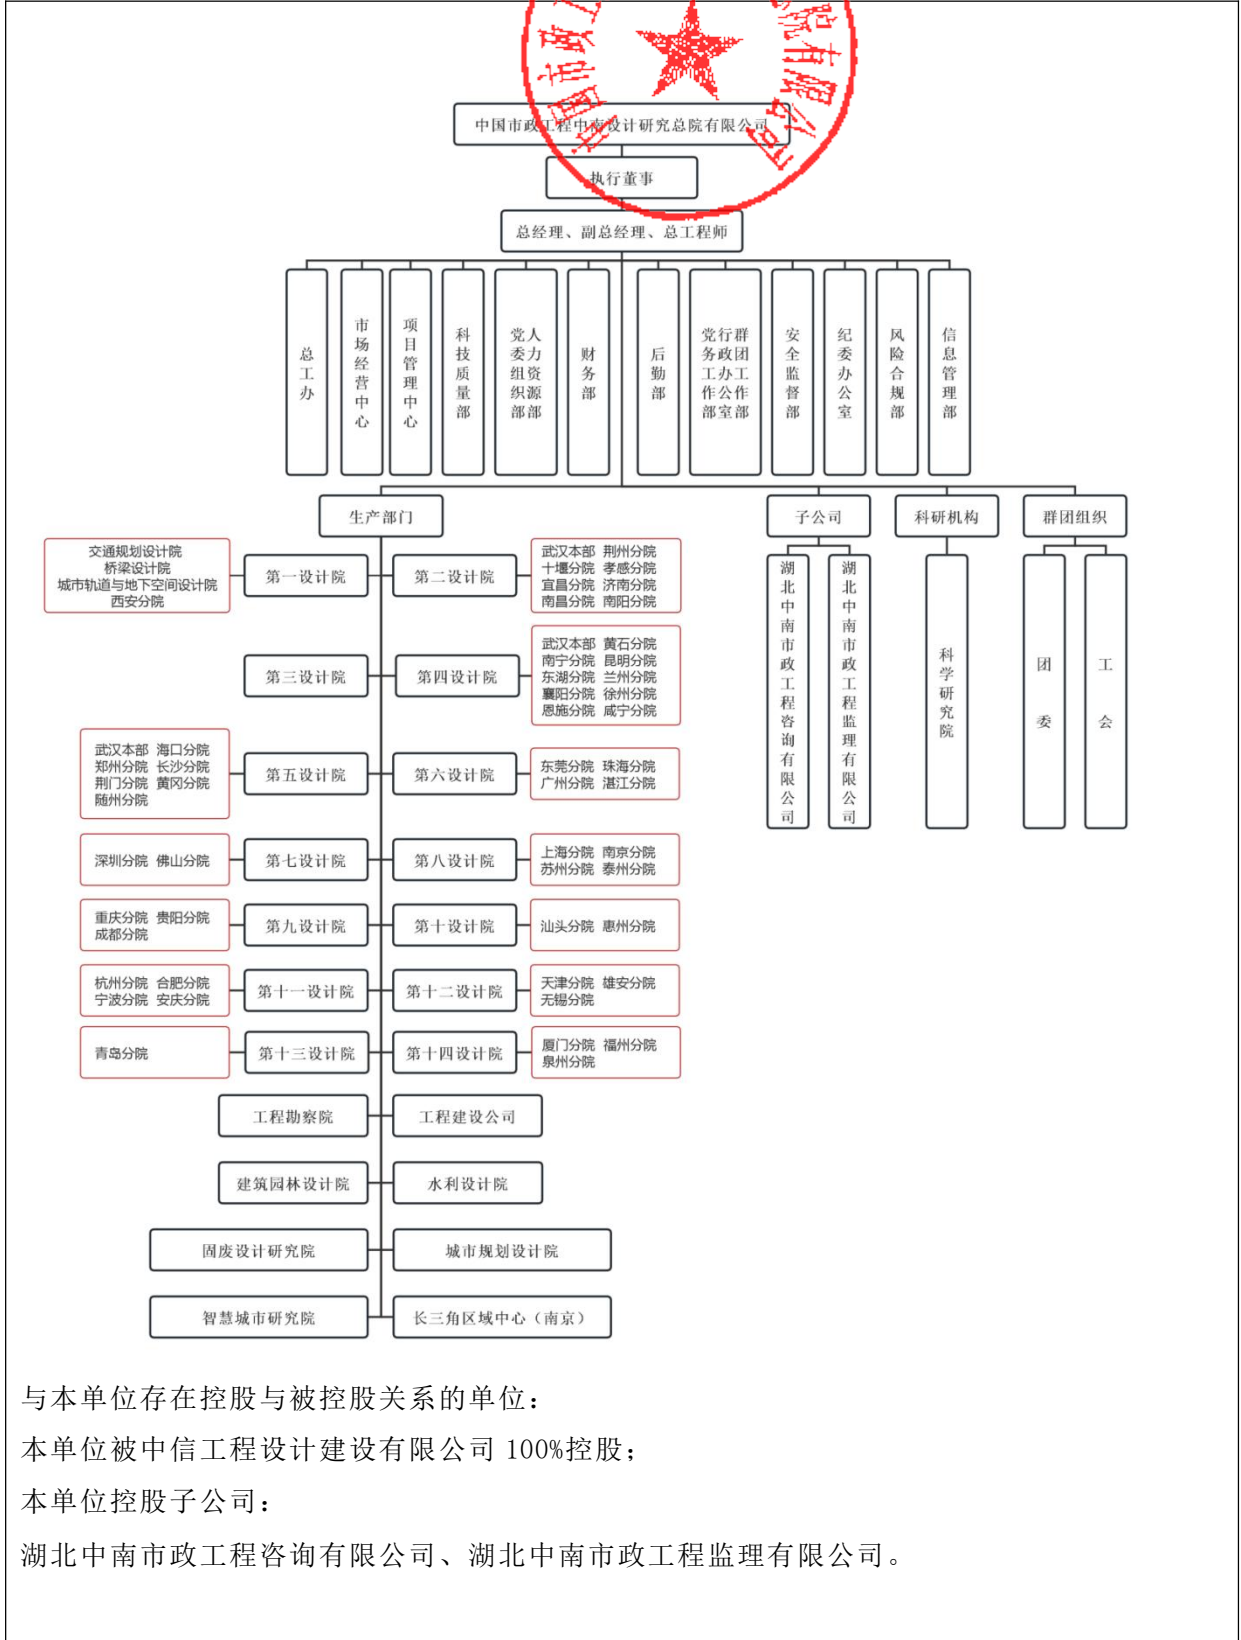 国市政工
院有限公司
中国市政工程中南设计研究总院有限公司
执行董事
总经理、副总经理、总工程师
总工办
市场经营中心
项目管理中心
科技质量部
党委组织部
人力资源部
财务部
后勤部
党务工作部
行政办公室
群团工作部
安全监督部
纪委办公室
风险合规部
信息管理部
生产部门
子公司
科研机构
群团组织
交通规划设计院
桥梁设计院
城市轨道与地下空间设计院
西安分院
第一设计院
第二设计院
武汉本部 荆州分院
十堰分院 孝感分院
宜昌分院 济南分院
南昌分院 南阳分院
第三设计院
第四设计院
武汉本部 黄石分院
南宁分院 昆明分院
东湖分院 兰州分院
襄阳分院 徐州分院
恩施分院 咸宁分院
武汉本部 海口分院
郑州分院 长沙分院
荆门分院 黄冈分院
随州分院
第五设计院
第六设计院
东莞分院 珠海分院
广州分院 湛江分院
深圳分院 佛山分院
第七设计院
第八设计院
上海分院 南京分院
苏州分院 泰州分院
重庆分院 贵阳分院
成都分院
第九设计院
第十设计院
汕头分院 惠州分院
杭州分院 合肥分院
宁波分院 安庆分院
第十一设计院
第十二设计院
天津分院 雄安分院
无锡分院
青岛分院
第十三设计院
第十四设计院
厦门分院 福州分院
泉州分院
工程勘察院
工程建设公司
建筑园林设计院
水利设计院
固废设计研究院
城市规划设计院
智慧城市研究院
长三角区域中心（南京）
湖北中南市政工程咨询有限公司
湖北中南市政工程监理有限公司
科学研究院
团委
工会
与本单位存在控股与被控股关系的单位：
本单位被中信工程设计建设有限公司 100%控股；
本单位控股子公司：
湖北中南市政工程咨询有限公司、湖北中南市政工程监理有限公司。